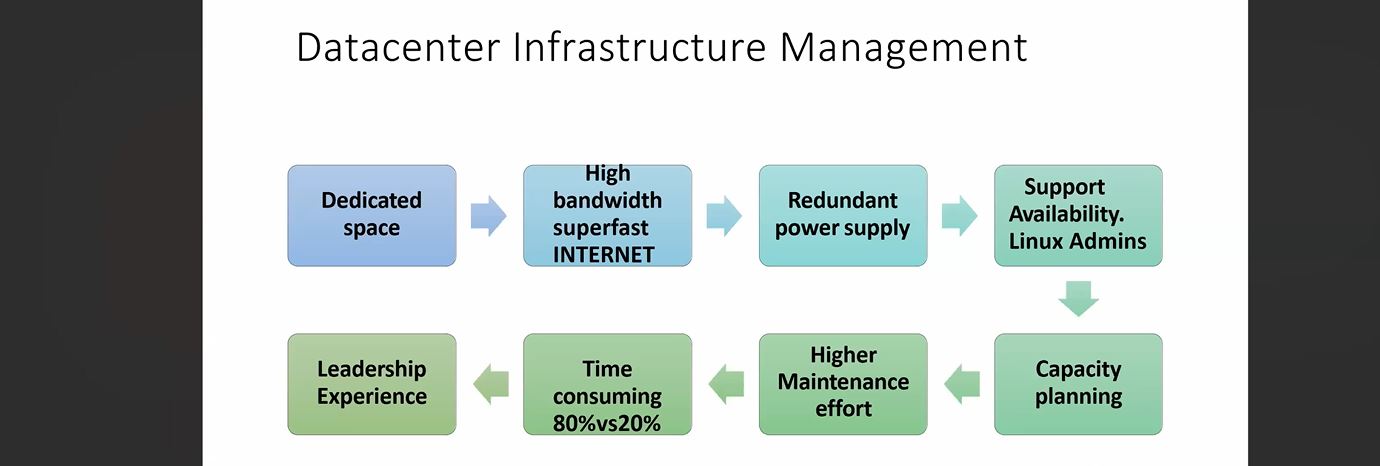 Datacenter Infrastructure Management
Dedicated
space
High
bandwidth
superfast
INTERNET
Redundant
power supply
Support
Availability.
Linux Admins
Capacity
planning
Higher
Maintenance
effort
Time
consuming
80%vs20%
Leadership
Experience